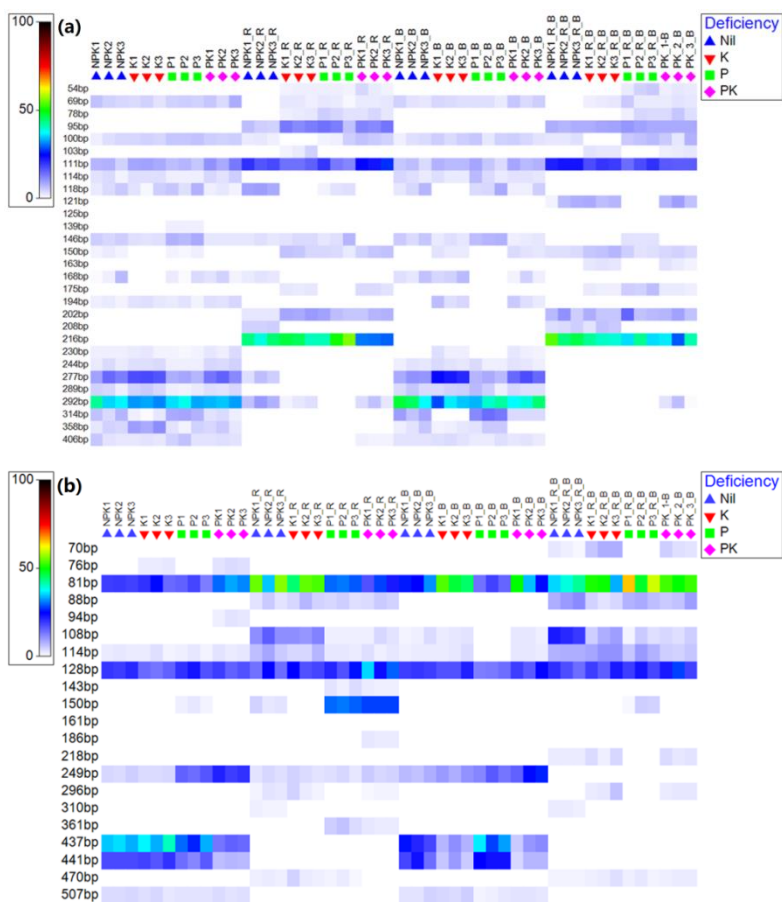 100
50
0
(a)
NPK1 NPK2 NPK3 K1 K2 K3 P1 P2 P3 PK1 PK2 PK3 NPK1_R NPK2_R NPK3_R K1_R K2_R K3_R P1_R P2_R P3_R PK1_R PK2_R PK3_R NPK1_B NPK2_B NPK3_B K1_B K2_B K3_B P1_B P2_B P3_B PK1_B PK2_B PK3_B NPK1_R_B NPK2_R_B NPK3_R_B K1_R_B K2_R_B K3_R_B P1_R_B P2_R_B P3_R_B PK_1-B PK_2_B PK_3_B
Deficiency
Nil
K
P
PK
54bp
69bp
78bp
95bp
100bp
103bp
111bp
114bp
118bp
121bp
125bp
139bp
146bp
150bp
163bp
168bp
175bp
194bp
202bp
208bp
216bp
230bp
244bp
277bp
289bp
292bp
314bp
358bp
406bp
100
50
0
(b)
NPK1 NPK2 NPK3 K1 K2 K3 P1 P2 P3 PK1 PK2 PK3 NPK1_R NPK2_R NPK3_R K1_R K2_R K3_R P1_R P2_R P3_R PK1_R PK2_R PK3_R NPK1_B NPK2_B NPK3_B K1_B K2_B K3_B P1_B P2_B P3_B PK1_B PK2_B PK3_B NPK1_R_B NPK2_R_B NPK3_R_B K1_R_B K2_R_B K3_R_B P1_R_B P2_R_B P3_R_B PK_1-B PK_2_B PK_3_B
Deficiency
Nil
K
P
PK
70bp
76bp
81bp
88bp
94bp
108bp
114bp
128bp
143bp
150bp
161bp
186bp
218bp
249bp
296bp
310bp
361bp
437bp
441bp
470bp
507bp